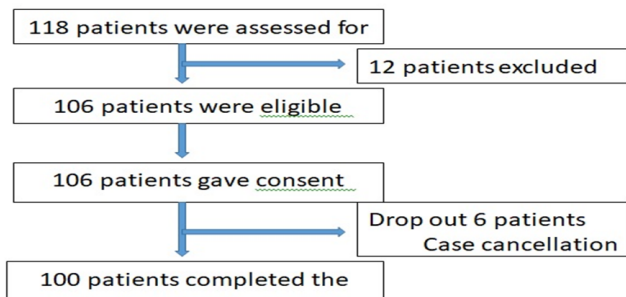 118 patients were assessed for
12 patients excluded
106 patients were eligible
106 patients gave consent
Drop out 6 patients
Case cancellation
100 patients completed the